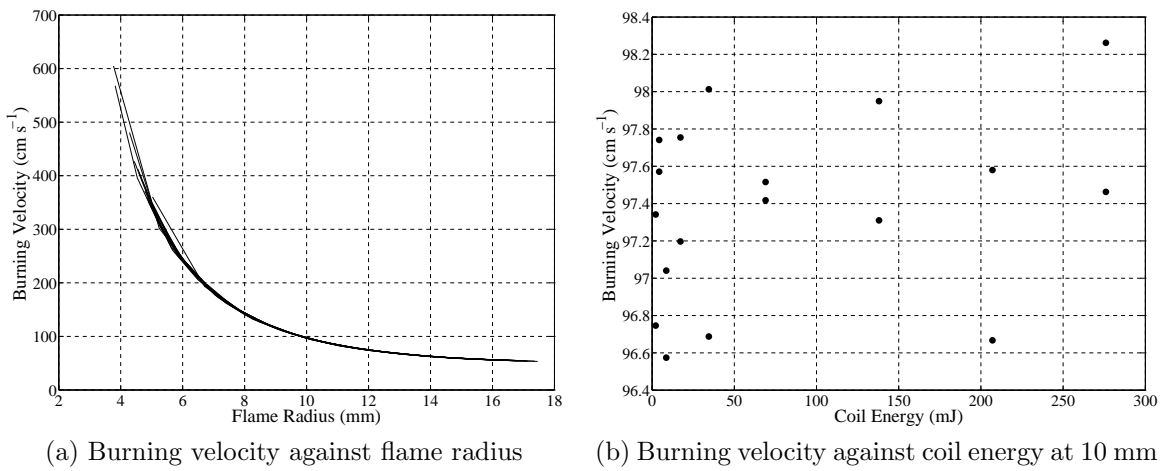 700
600
500
400
300
200
100
0
Burning Velocity (cm s⁻¹)
2 4 6 8 10 12 14 16 18
Flame Radius (mm)
(a) Burning velocity against flame radius
98.4
98.2
98
97.8
97.6
97.4
97.2
97
96.8
96.6
96.4
Burning Velocity (cm s⁻¹)
0 50 100 150 200 250 300
Coil Energy (mJ)
(b) Burning velocity against coil energy at 10 mm